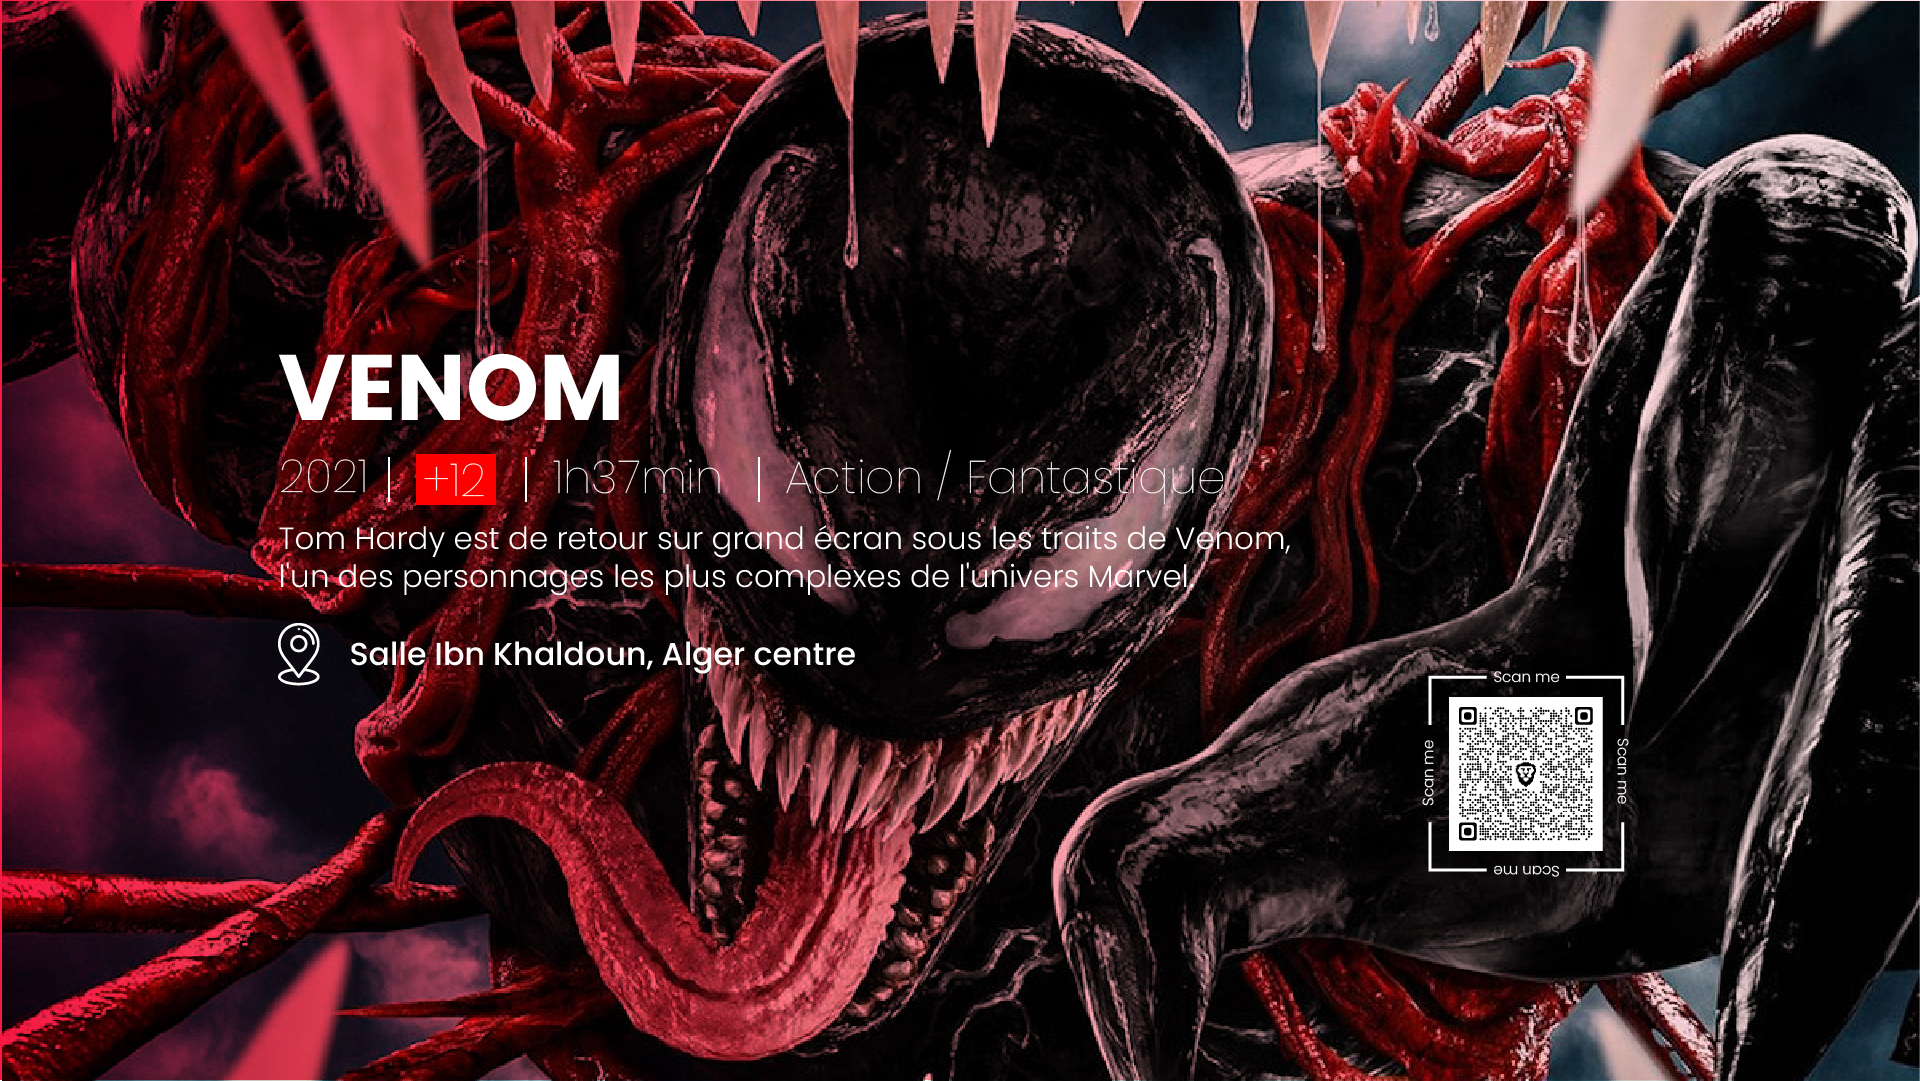 VENOM
2021 | +12 | 1h37min | Action / Fantastique
Tom Hardy est de retour sur grand écran sous les traits de Venom,
l'un des personnages les plus complexes de l'univers Marvel.
Salle Ibn Khaldoun, Alger centre
Scan me
Scan me
Scan me
Scan me